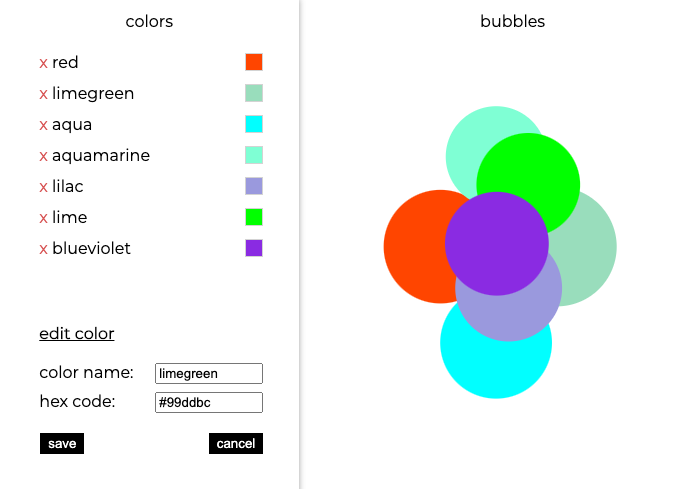 colors
x red
x limegreen
x aqua
x aquamarine
x lilac
x lime
x blueviolet
edit color
color name: limegreen
hex code: #99ddbc
save cancel
bubbles